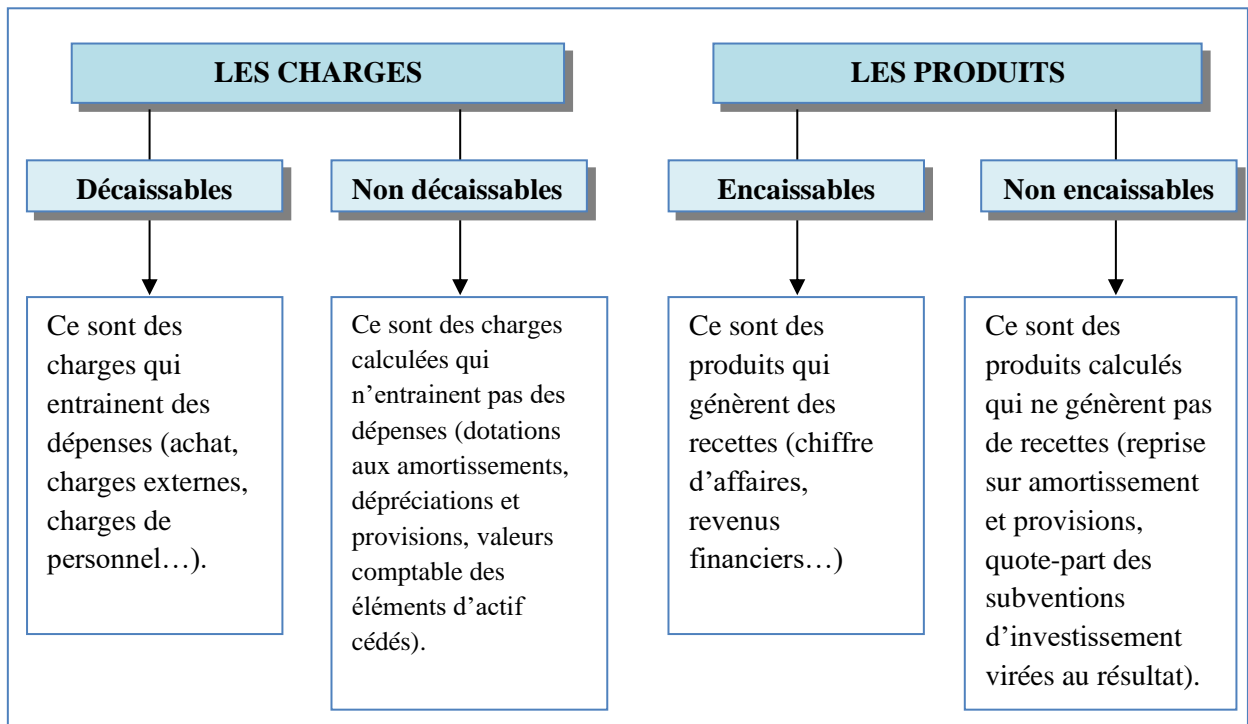 LES CHARGES
LES PRODUITS
Décaissables
Non décaissables
Encaissables
Non encaissables
Ce sont des
charges qui
entrainent des
dépenses (achat,
charges externes,
charges de
personnel…).
Ce sont des charges
calculées qui
n’entrainent pas des
dépenses (dotations
aux amortissements,
dépréciations et
provisions, valeurs
comptable des
éléments d’actif
cédés).
Ce sont des
produits qui
génèrent des
recettes (chiffre
d’affaires,
revenus
financiers…)
Ce sont des
produits calculés
qui ne génèrent pas
de recettes (reprise
sur amortissement
et provisions,
quote-part des
subventions
d’investissement
virées au résultat).